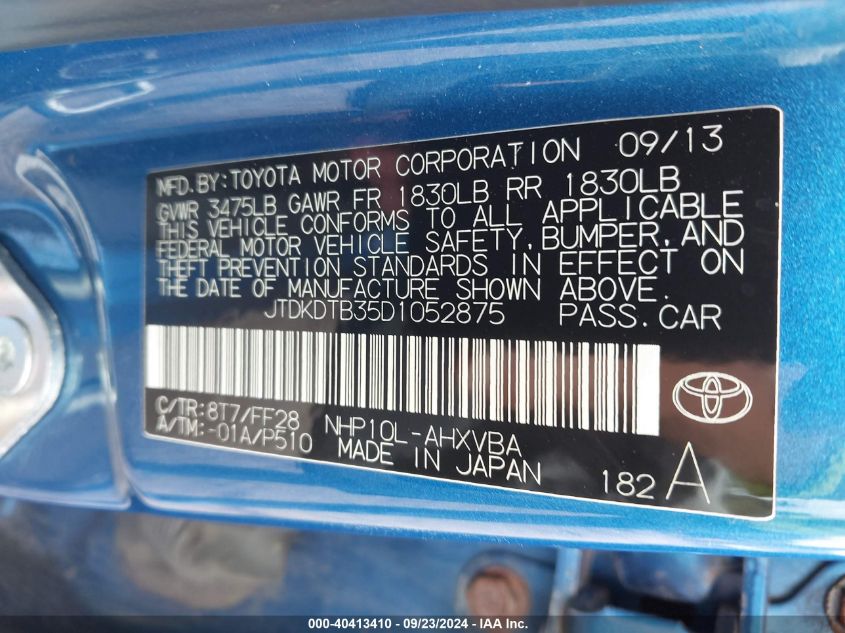 MFD. BY: TOYOTA MOTOR CORPORATION 09/13
GVWR 3475LB GAWR FR 1830LB RR 1830LB
THIS VEHICLE CONFORMS TO ALL APPLICABLE
FEDERAL MOTOR VEHICLE SAFETY, BUMPER, AND
THEFT PREVENTION STANDARDS IN EFFECT ON
THE DATE OF MANUFACTURE SHOWN ABOVE.
JTDKDTB35D1052875 PASS. CAR
C/TR: 8T7/FF28
A/TM: -01A/P510
NHP10L-AHXVBA
MADE IN JAPAN
182 A
000-40413410 - 09/23/2024 - IAA Inc.